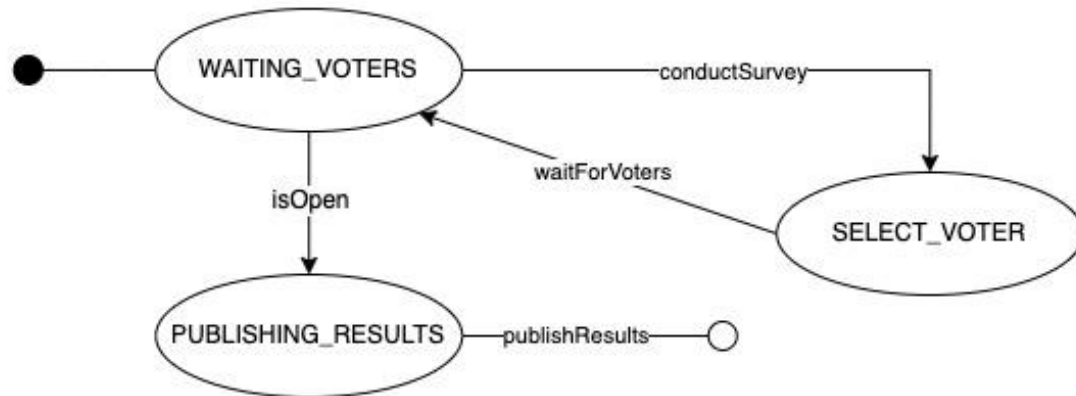 WAITING_VOTERS
conductSurvey
waitForVoters
isOpen
SELECT_VOTER
PUBLISHING_RESULTS
publishResults